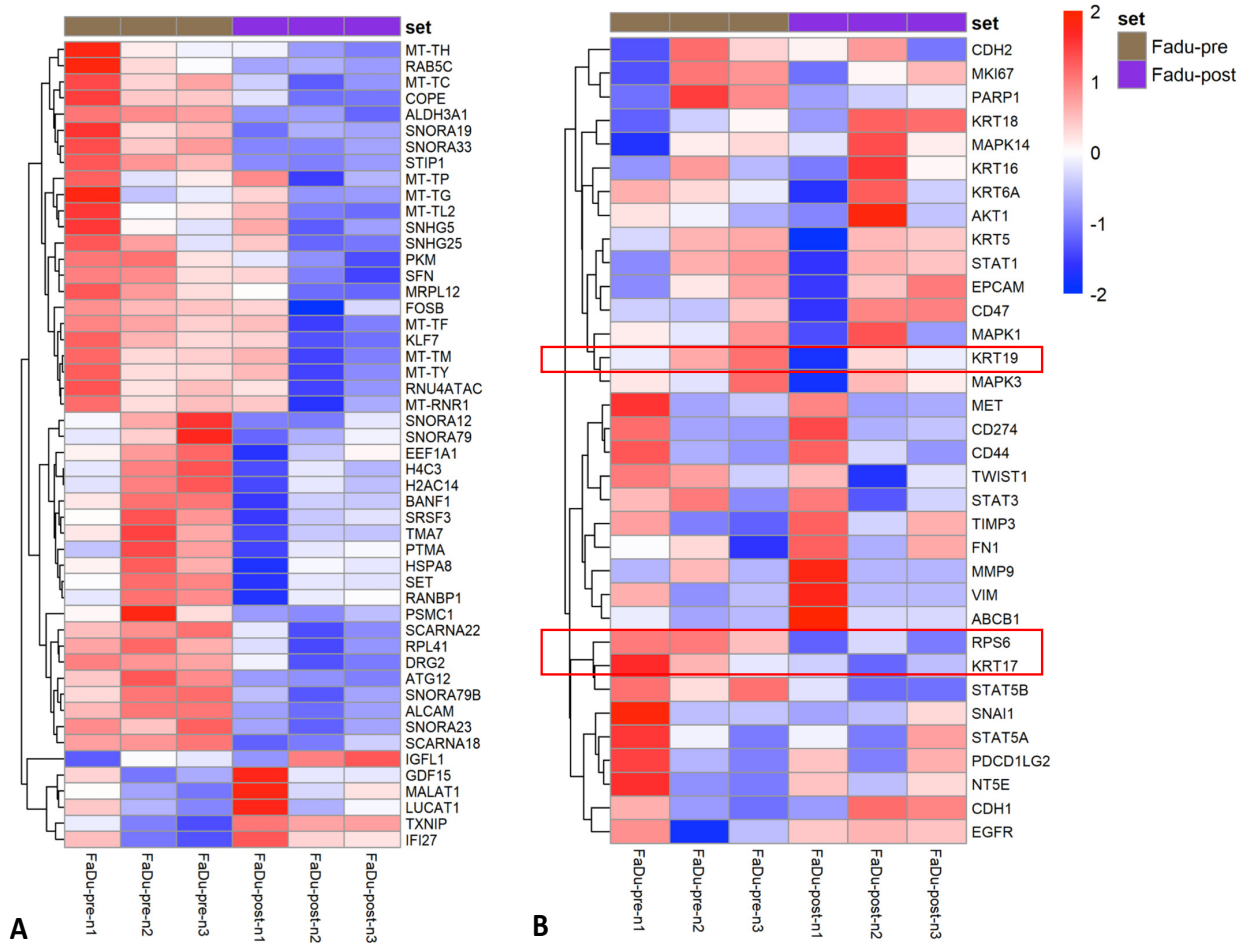 set
MT-TH
RAB5C
MT-TC
COPE
ALDH3A1
SNORA19
SNORA33
STIP1
MT-TP
MT-TG
MT-TL2
SNHG5
SNHG25
PKM
SFN
MRPL12
FOSB
MT-TF
KLF7
MT-TM
MT-TY
RNU4ATAC
MT-RNR1
SNORA12
SNORA79
EEF1A1
H4C3
H2AC14
BANF1
SRSF3
TMA7
PTMA
HSPA8
SET
RANBP1
PSMC1
SCARNA22
RPL41
DRG2
ATG12
SNORA79B
ALCAM
SNORA23
SCARNA18
IGFL1
GDF15
MALAT1
LUCAT1
TXNIP
IFI27
FaDu-pre-n1
FaDu-pre-n2
FaDu-pre-n3
FaDu-post-n1
FaDu-post-n2
FaDu-post-n3
A
set
CDH2
MKI67
PARP1
KRT18
MAPK14
KRT16
KRT6A
AKT1
KRT5
STAT1
EPCAM
CD47
MAPK1
KRT19
MAPK3
MET
CD274
CD44
TWIST1
STAT3
TIMP3
FN1
MMP9
VIM
ABCB1
RPS6
KRT17
STAT5B
SNAI1
STAT5A
PDCD1LG2
NT5E
CDH1
EGFR
FaDu-pre-n1
FaDu-pre-n2
FaDu-pre-n3
FaDu-post-n1
FaDu-post-n2
FaDu-post-n3
B
2
1
0
-1
-2
set
Fadu-pre
Fadu-post